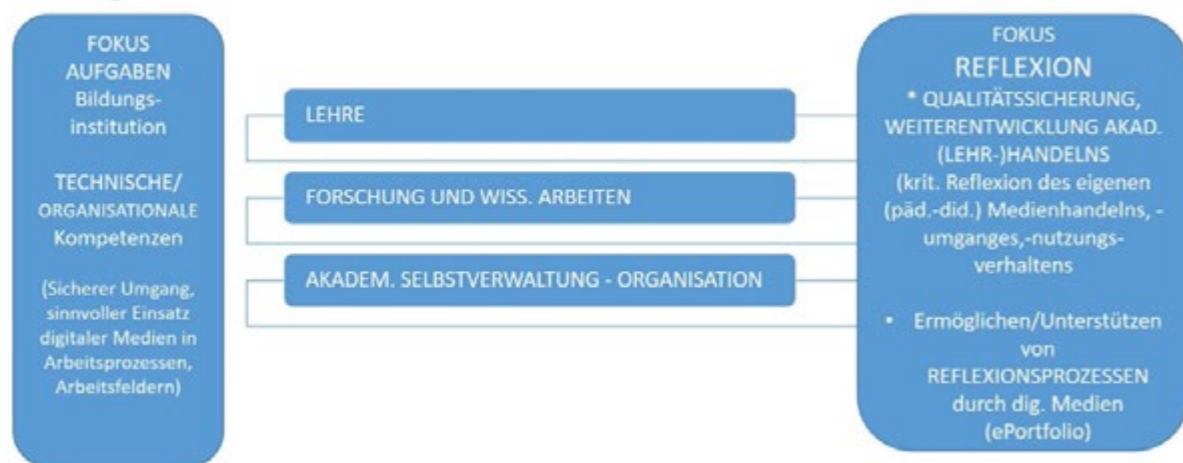 FOKUS
AUFGABEN
Bildungs-
institution
TECHNISCHE/
ORGANISATIONALE
Kompetenzen
(Sicherer Umgang,
sinnvoller Einsatz
digitaler Medien in
Arbeitsprozessen,
Arbeitsfeldern)
LEHRE
FORSCHUNG UND WISS. ARBEITEN
AKADEM. SELBSTVERWALTUNG - ORGANISATION
FOKUS
REFLEXION
* QUALITÄTSSICHERUNG,
WEITERENTWICKLUNG AKAD.
(LEHR-)HANDELNS
(krit. Reflexion des eigenen
(päd.-did.) Medienhandelns, -
umganges,-nutzungs-
verhaltens
• Ermöglichen/Unterstützen
von
REFLEXIONSPROZESSEN
durch dig. Medien
(ePortfolio)